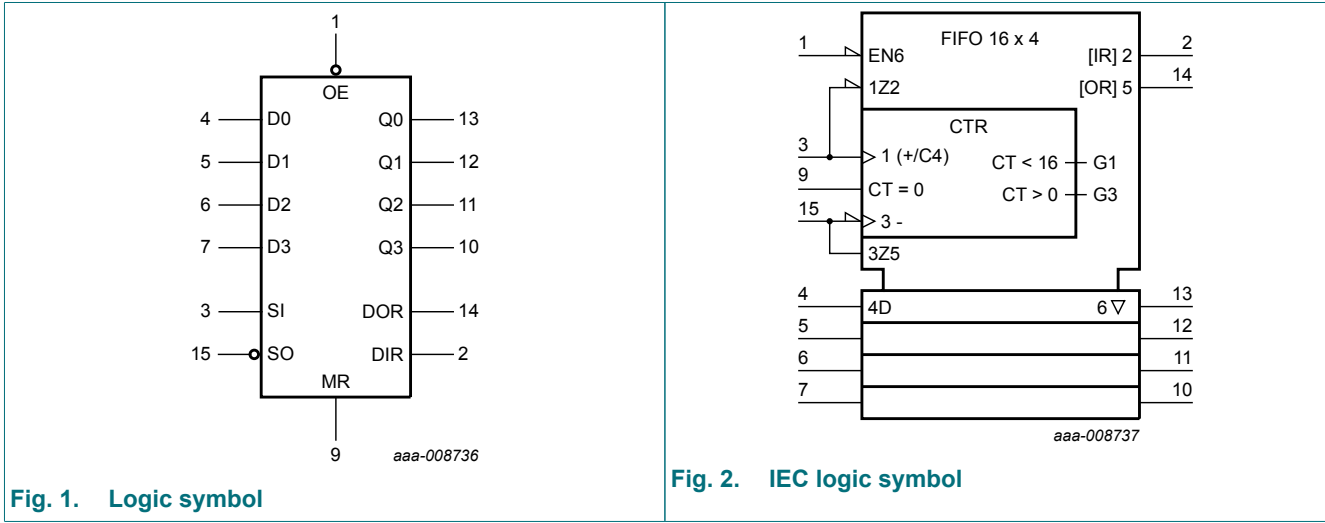 1
OE
4 D0 Q0 13
5 D1 Q1 12
6 D2 Q2 11
7 D3 Q3 10
3 SI DOR 14
15 SO DIR 2
MR
9 aaa-008736
Fig. 1. Logic symbol
FIFO 16 x 4
1 EN6 [IR] 2 2
1Z2 [OR] 5 14
CTR
3 1 (+/C4) CT < 16 G1
9 CT = 0 CT > 0 G3
15 3 -
3Z5
4 4D 6 ▽ 13
5 12
6 11
7 10
aaa-008737
Fig. 2. IEC logic symbol